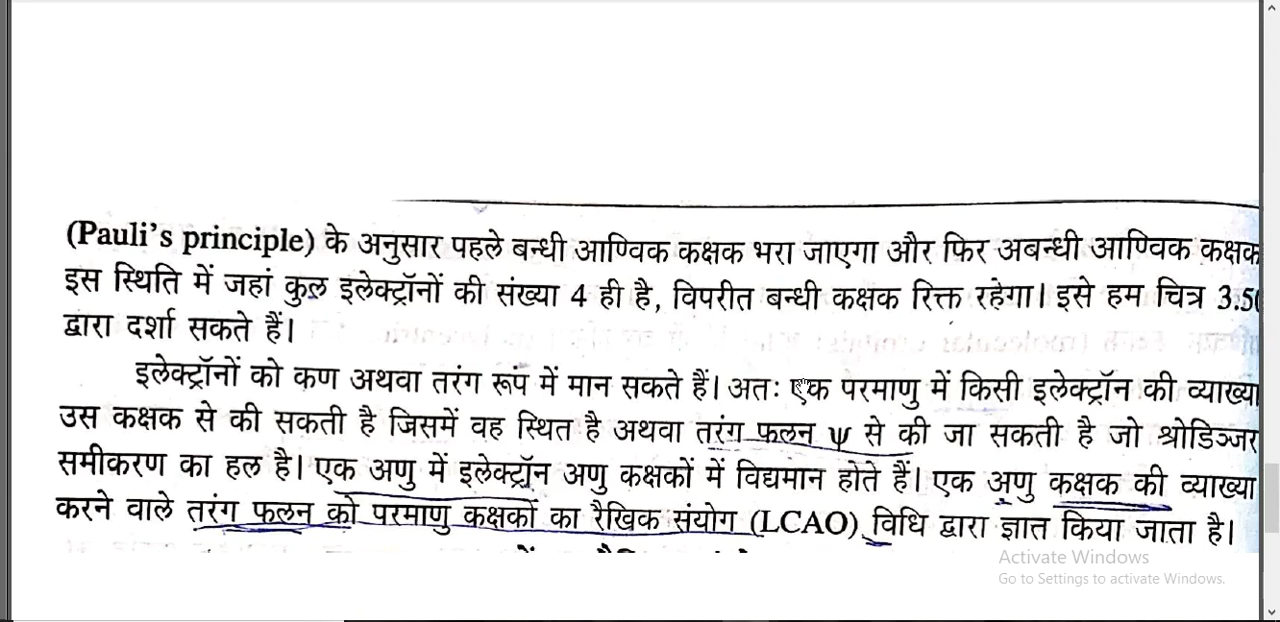 (Pauli's principle) के अनुसार पहले बन्धी आण्विक कक्षक भरा जाएगा और फिर अबन्धी आण्विक कक्षक
इस स्थिति में जहां कुल इलेक्ट्रॉनों की संख्या 4 ही है, विपरीत बन्धी कक्षक रिक्त रहेगा। इसे हम चित्र 3.5
द्वारा दर्शा सकते हैं।
इलेक्ट्रॉनों को कण अथवा तरंग रूप में मान सकते हैं। अतः एक परमाणु में किसी इलेक्ट्रॉन की व्याख्या
उस कक्षक से की सकती है जिसमें वह स्थित है अथवा तरंग फलन ψ से की जा सकती है जो श्रोडिञ्जर
समीकरण का हल है। एक अणु में इलेक्ट्रॉन अणु कक्षकों में विद्यमान होते हैं। एक अणु कक्षक की व्याख्या
करने वाले तरंग फलन को परमाणु कक्षकों का रैखिक संयोग (LCAO) विधि द्वारा ज्ञात किया जाता है।
Activate Windows
Go to Settings to activate Windows.